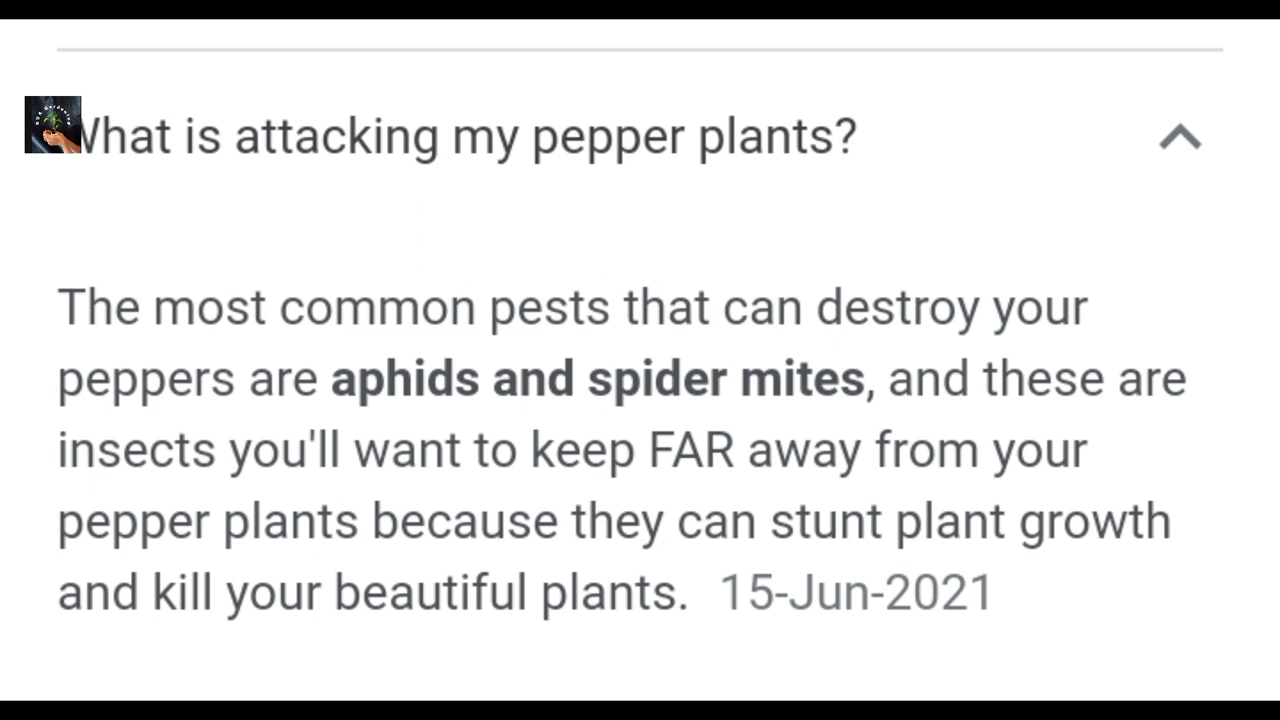 What is attacking my pepper plants?
The most common pests that can destroy your
peppers are aphids and spider mites, and these are
insects you'll want to keep FAR away from your
pepper plants because they can stunt plant growth
and kill your beautiful plants. 15-Jun-2021